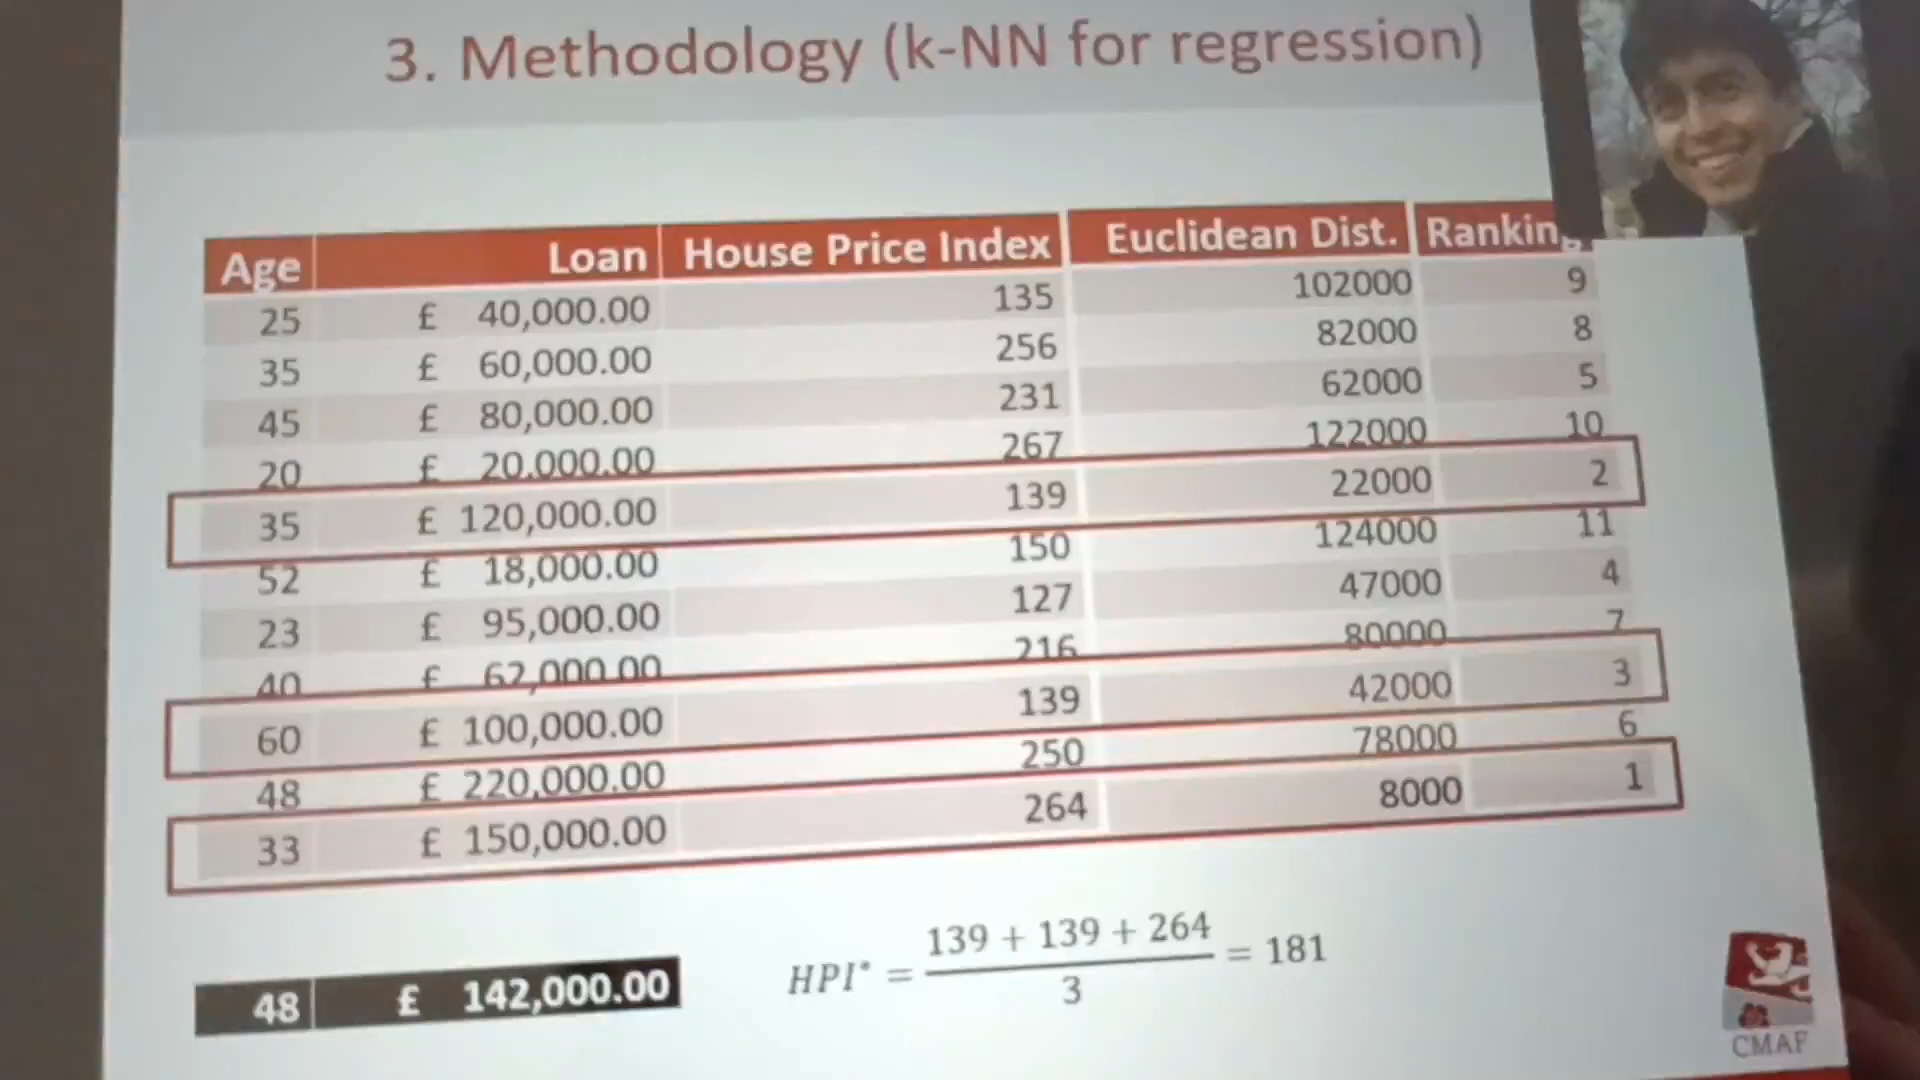 3. Methodology (k-NN for regression)
Age Loan House Price Index Euclidean Dist. Rankin
25 £ 40,000.00 135 102000 9
35 £ 60,000.00 256 82000 8
45 £ 80,000.00 231 62000 5
20 £ 20,000.00 267 122000 10
35 £ 120,000.00 139 22000 2
52 £ 18,000.00 150 124000 11
23 £ 95,000.00 127 47000 4
40 £ 62,000.00 216 80000 7
60 £ 100,000.00 139 42000 3
48 £ 220,000.00 250 78000 6
33 £ 150,000.00 264 8000 1
48 £ 142,000.00
HPI* = 139 + 139 + 264 / 3 = 181
CMAF